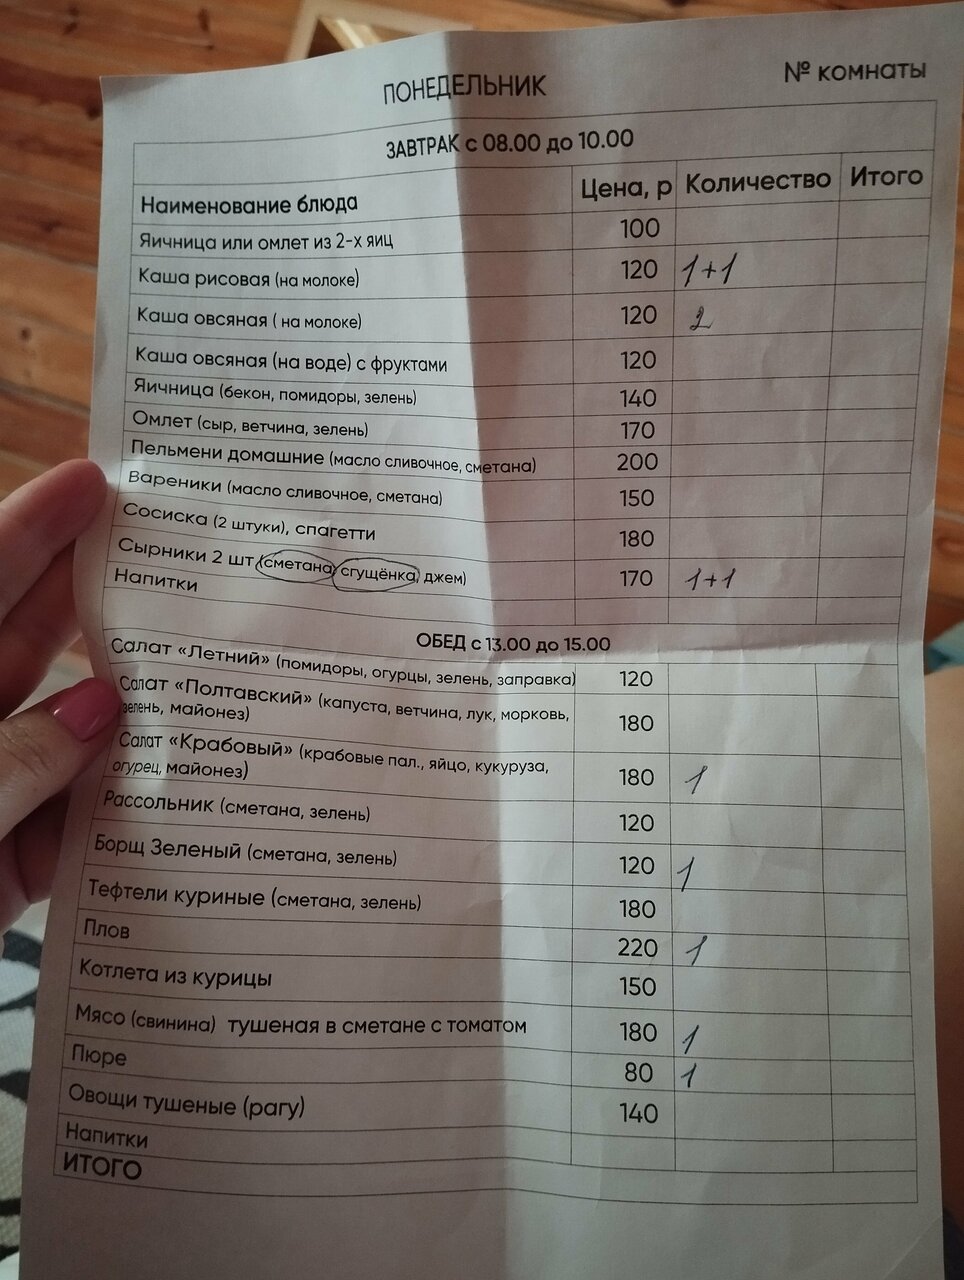 ПОНЕДЕЛЬНИК
№ комнаты
ЗАВТРАК с 08.00 до 10.00
Наименование блюда Цена, р Количество Итого
Яичница или омлет из 2-х яиц 100
Каша рисовая (на молоке) 120 1+1
Каша овсяная ( на молоке) 120 2
Каша овсяная (на воде) с фруктами 120
Яичница (бекон, помидоры, зелень) 140
Омлет (сыр, ветчина, зелень) 170
Пельмени домашние (масло сливочное, сметана) 200
Вареники (масло сливочное, сметана) 150
Сосиска (2 штуки), спагетти 180
Сырники 2 шт (сметана, сгущёнка, джем) 170 1+1
Напитки
ОБЕД с 13.00 до 15.00
Салат «Летний» (помидоры, огурцы, зелень, заправка) 120
Салат «Полтавский» (капуста, ветчина, лук, морковь,
зелень, майонез) 180
Салат «Крабовый» (крабовые пал., яйцо, кукуруза,
огурец, майонез) 180 1
Рассольник (сметана, зелень) 120
Борщ Зеленый (сметана, зелень) 120 1
Тефтели куриные (сметана, зелень) 180
Плов 220 1
Котлета из курицы 150
Мясо (свинина) тушеная в сметане с томатом 180 1
Пюре 80 1
Овощи тушеные (рагу) 140
Напитки
ИТОГО